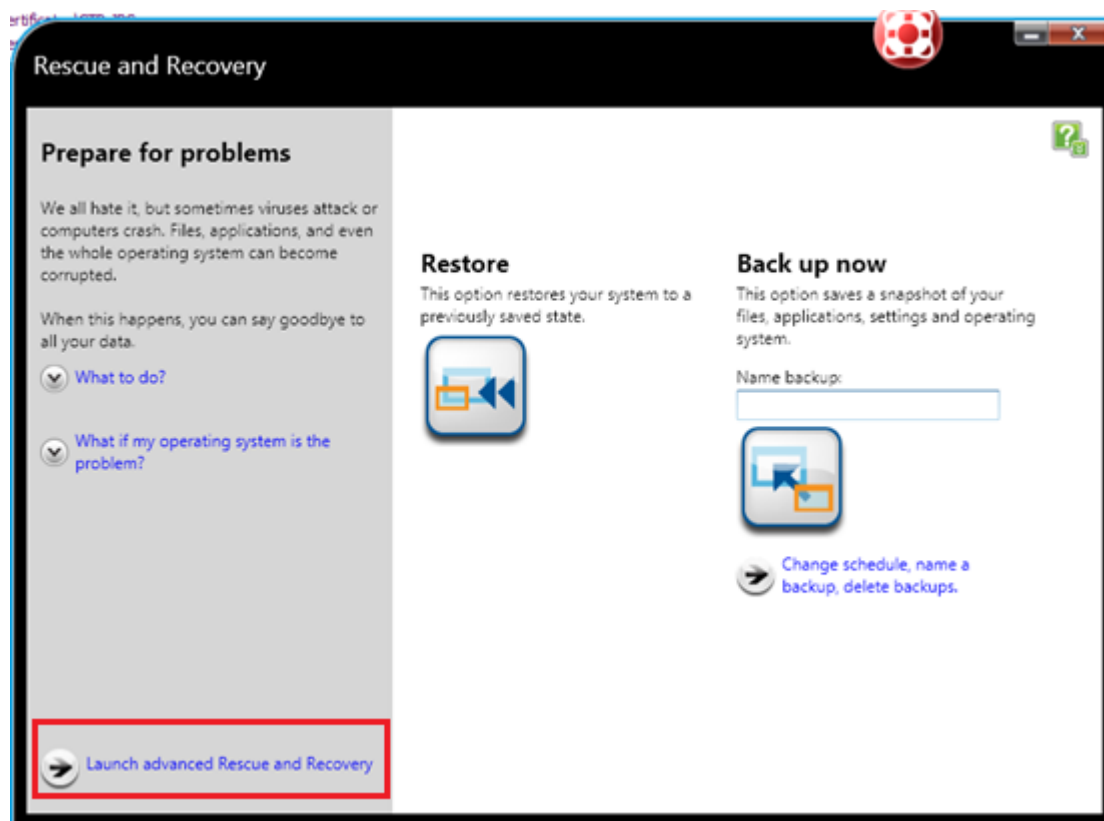 Rescue and Recovery
Prepare for problems
We all hate it, but sometimes viruses attack or
computers crash. Files, applications, and even
the whole operating system can become
corrupted.
When this happens, you can say goodbye to
all your data.
What to do?
What if my operating system is the
problem?
Launch advanced Rescue and Recovery
Restore
This option restores your system to a
previously saved state.
Back up now
This option saves a snapshot of your
files, applications, settings and operating
system.
Name backup:
Change schedule, name a
backup, delete backups.